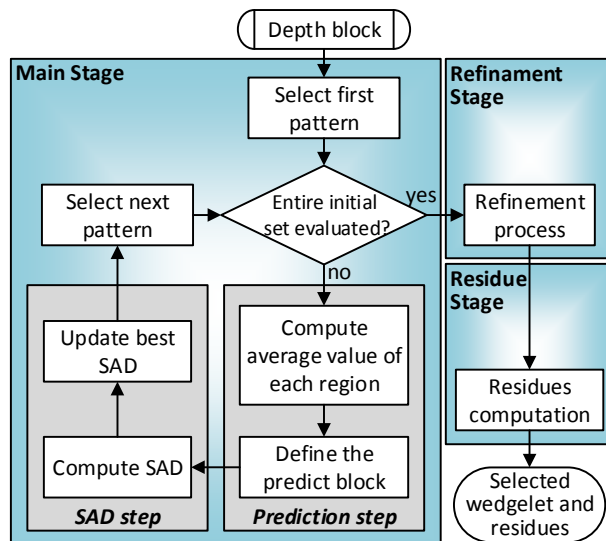 Depth block
Main Stage
Select first
pattern
Refinament
Stage
Select next
pattern
Entire initial
set evaluated?
yes
Refinement
process
no
Residue
Stage
Update best
SAD
Compute
average value of
each region
Residues
computation
Compute SAD
Define the
predict block
SAD step
Prediction step
Selected
wedgelet and
residues